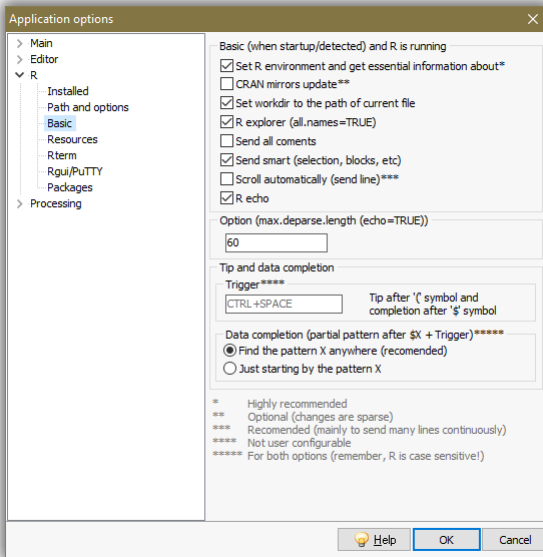 Application options
Main
Editor
R
Installed
Path and options
Basic
Resources
Rterm
Rgui/PuTTY
Packages
Processing
Basic (when startup/detected) and R is running
Set R environment and get essential information about*
CRAN mirrors update**
Set workdir to the path of current file
R explorer (all.names=TRUE)
Send all coments
Send smart (selection, blocks, etc)
Scroll automatically (send line)***
R echo
Option (max.deparse.length (echo=TRUE))
60
Tip and data completion
Trigger****
CTRL+SPACE
Tip after '(' symbol and
completion after '$' symbol
Data completion (partial pattern after $X + Trigger)*****
Find the pattern X anywhere (recomended)
Just starting by the pattern X
* Highly recommended
** Optional (changes are sparse)
*** Recomended (mainly to send many lines continuously)
**** Not user configurable
***** For both options (remember, R is case sensitive!)
Help OK Cancel